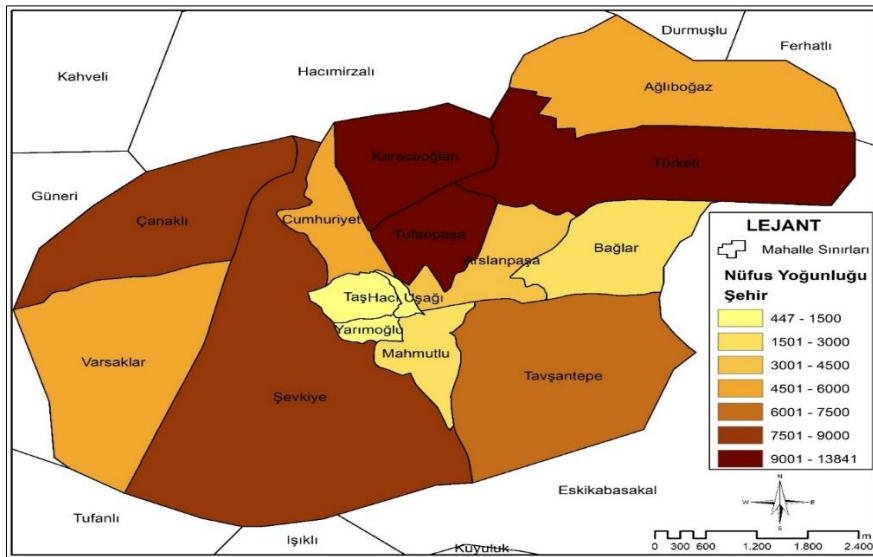 Durmuşlu
Ferhatlı
Kahveli
Hacımirzalı
Ağlıboğaz
Karacaoğlan
Türkeli
Güneri
Çanaklı
Cumhuriyet
Tufanpaşa
Arslanpaşa
Bağlar
Taş
Hacı Uşağı
Yarımoğlu
Mahmutlu
Varsaklar
Şevkiye
Tavşantepe
Eskikabasakal
Tufanlı
Işıklı
Kuyuluk
LEJANT
Mahalle Sınırları
Nüfus Yoğunluğu
Şehir
447 - 1500
1501 - 3000
3001 - 4500
4501 - 6000
6001 - 7500
7501 - 9000
9001 - 13841
N
W E
S
0 300 600 1.200 1.800 2.400 m